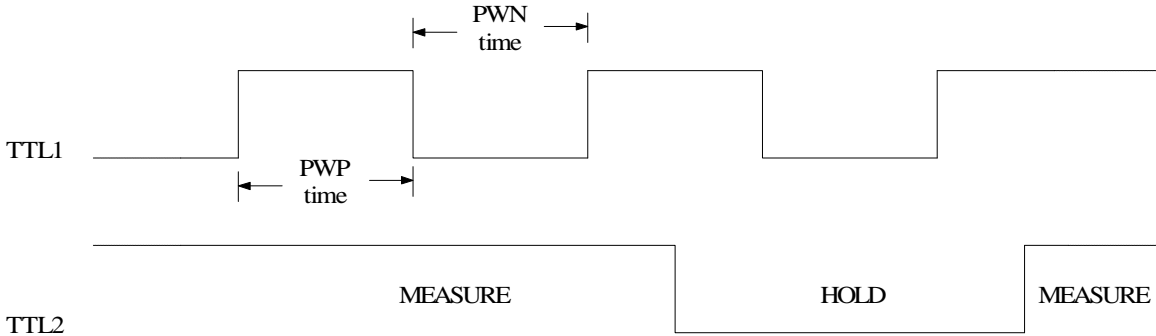 PWN
time
TTL1
PWP
time
MEASURE
HOLD
MEASURE
TTL2